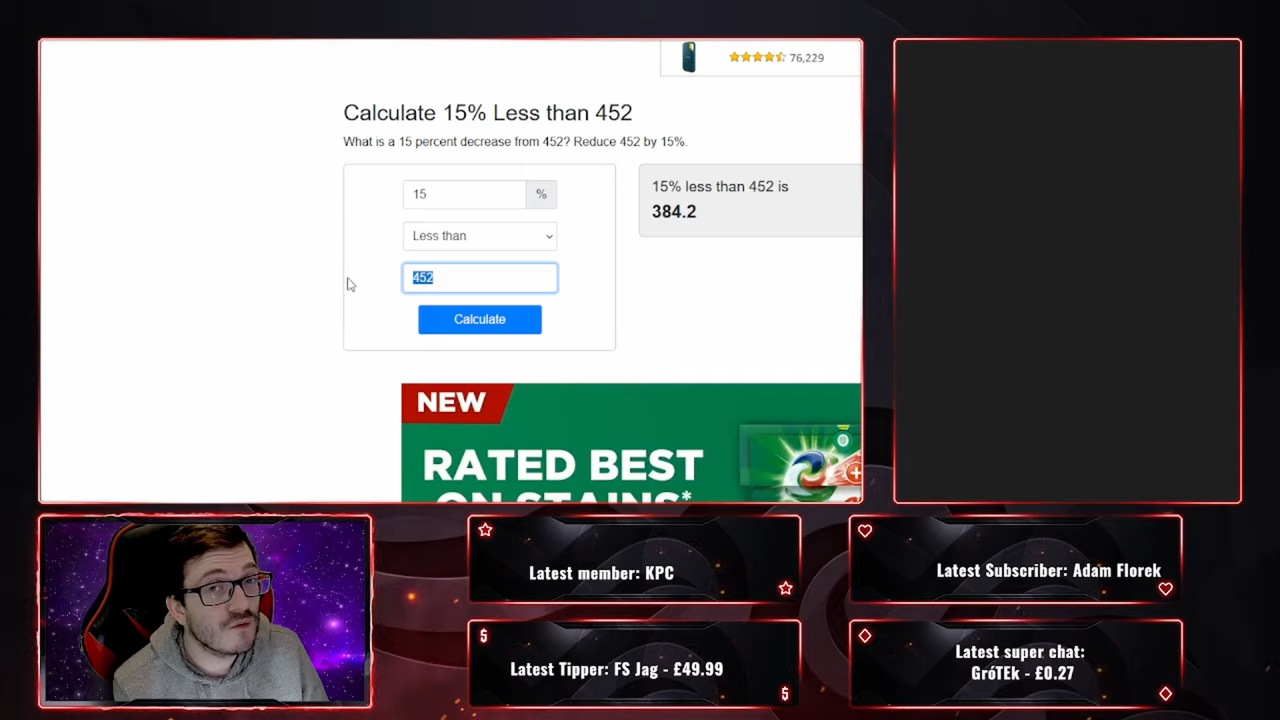 76,229
Calculate 15% Less than 452
What is a 15 percent decrease from 452? Reduce 452 by 15%.
15 %
15% less than 452 is
384.2
Less than
452
Calculate
NEW
RATED BEST
ON STAINS*
Latest member: KPC
Latest Subscriber: Adam Florek
Latest Tipper: FS Jag - £49.99
Latest super chat:
GróTEk - £0.27